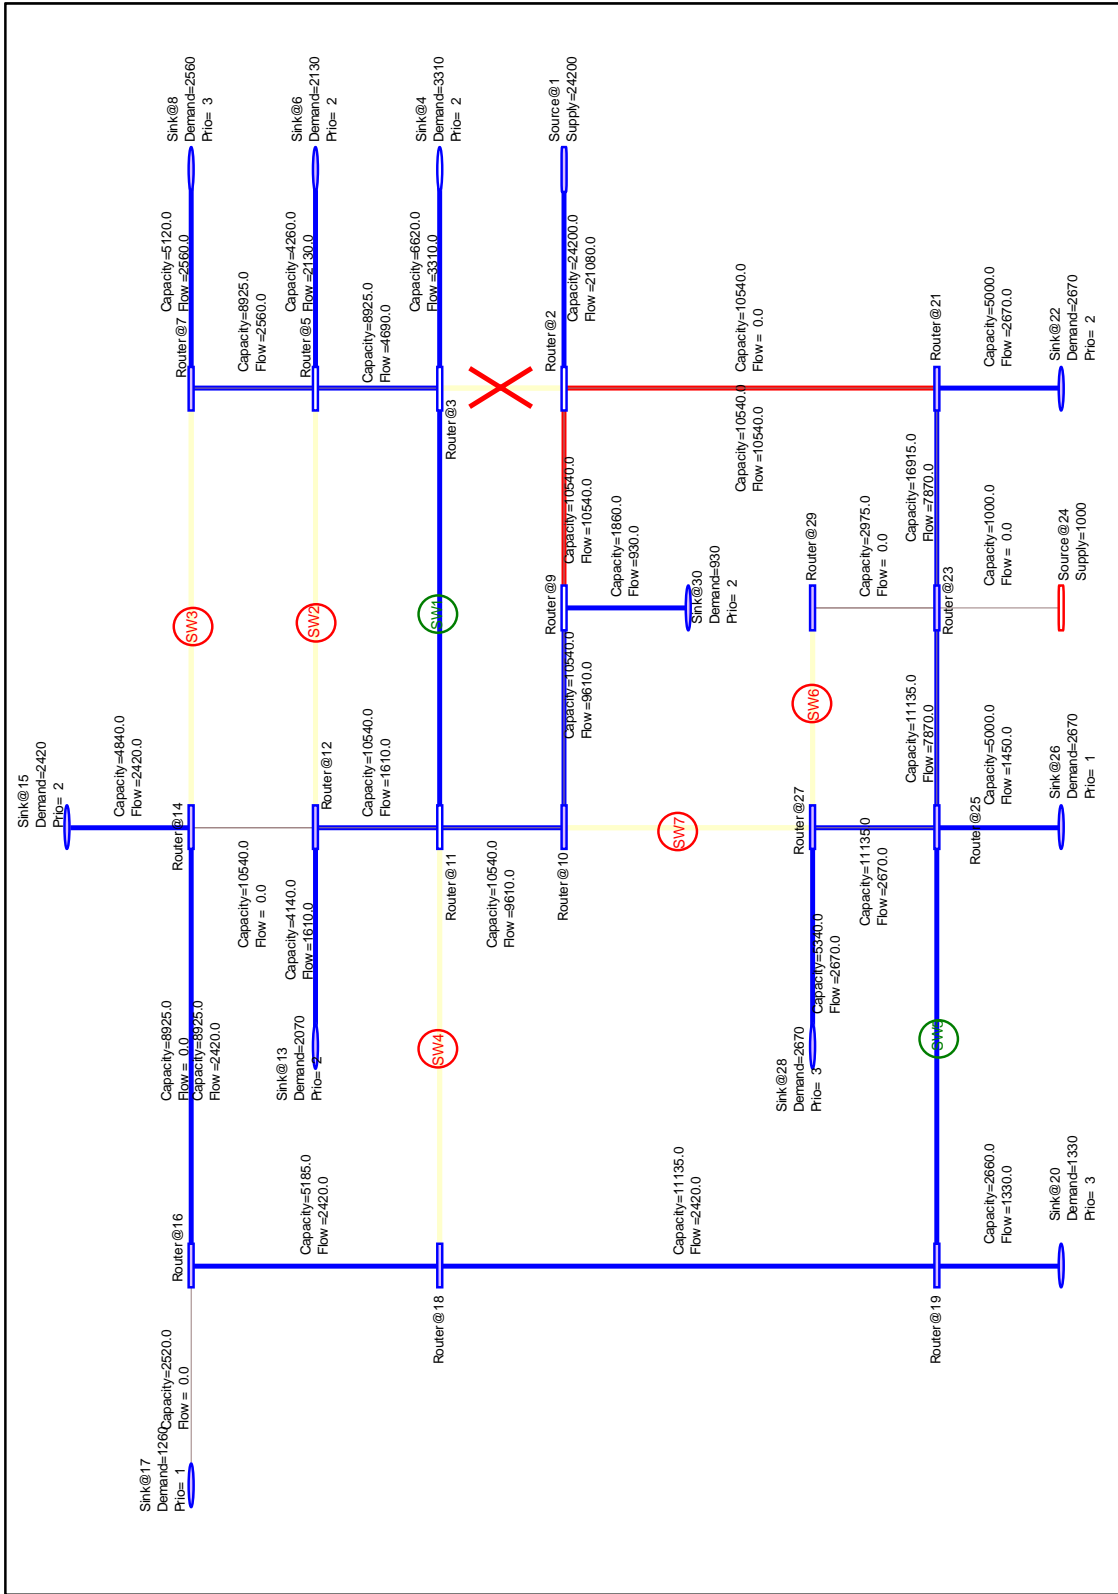 Sink@8
Demand=2560
Prio= 3
Sink@6
Demand=2130
Prio= 2
Sink@4
Demand=3310
Prio= 2
Source@1
Supply=24200
Capacity=5120.0
Flow =2560.0
Capacity=4260.0
Flow =2130.0
Capacity=6620.0
Flow =3310.0
Capacity=24200.0
Flow =21080.0
Router@7
Capacity=8925.0
Flow =2560.0
Router@5
Capacity=8925.0
Flow =4690.0
Router@3
Router@2
Capacity=10540.0
Flow = 0.0
Capacity=10540.0
Flow =10540.0
Router@21
Capacity=5000.0
Flow =2670.0
Sink@22
Demand=2670
Prio= 2
SW3
SW2
SW1
Router@9
Capacity=10540.0
Flow =10540.0
Capacity=1860.0
Flow =930.0
Sink@30
Demand=930
Prio= 2
Router@29
Capacity=2975.0
Flow = 0.0
Capacity=16915.0
Flow =7870.0
Router@23
Capacity=1000.0
Flow = 0.0
Source@24
Supply=1000
Sink@15
Demand=2420
Prio= 2
Capacity=4840.0
Flow =2420.0
Router@14
Router@12
Capacity=10540.0
Flow =1610.0
Capacity=10540.0
Flow =9610.0
SW7
SW6
Router@27
Capacity=11135.0
Flow =7870.0
Router@25
Capacity=5000.0
Flow =1450.0
Sink@26
Demand=2670
Prio= 1
Capacity=10540.0
Flow = 0.0
Capacity=4140.0
Flow =1610.0
Router@11
Capacity=10540.0
Flow =9610.0
Router@10
Capacity=11135.0
Flow =2670.0
Capacity=5340.0
Flow =2670.0
Capacity=8925.0
Flow = 0.0
Capacity=8925.0
Flow =2420.0
Sink@13
Demand=2070
Prio= 2
SW4
Sink@28
Demand=2670
Prio= 3
SW5
Router@16
Capacity=5185.0
Flow =2420.0
Router@18
Capacity=11135.0
Flow =2420.0
Router@19
Capacity=2660.0
Flow =1330.0
Sink@20
Demand=1330
Prio= 3
Capacity=2520.0
Flow = 0.0
Sink@17
Demand=1260
Prio= 1